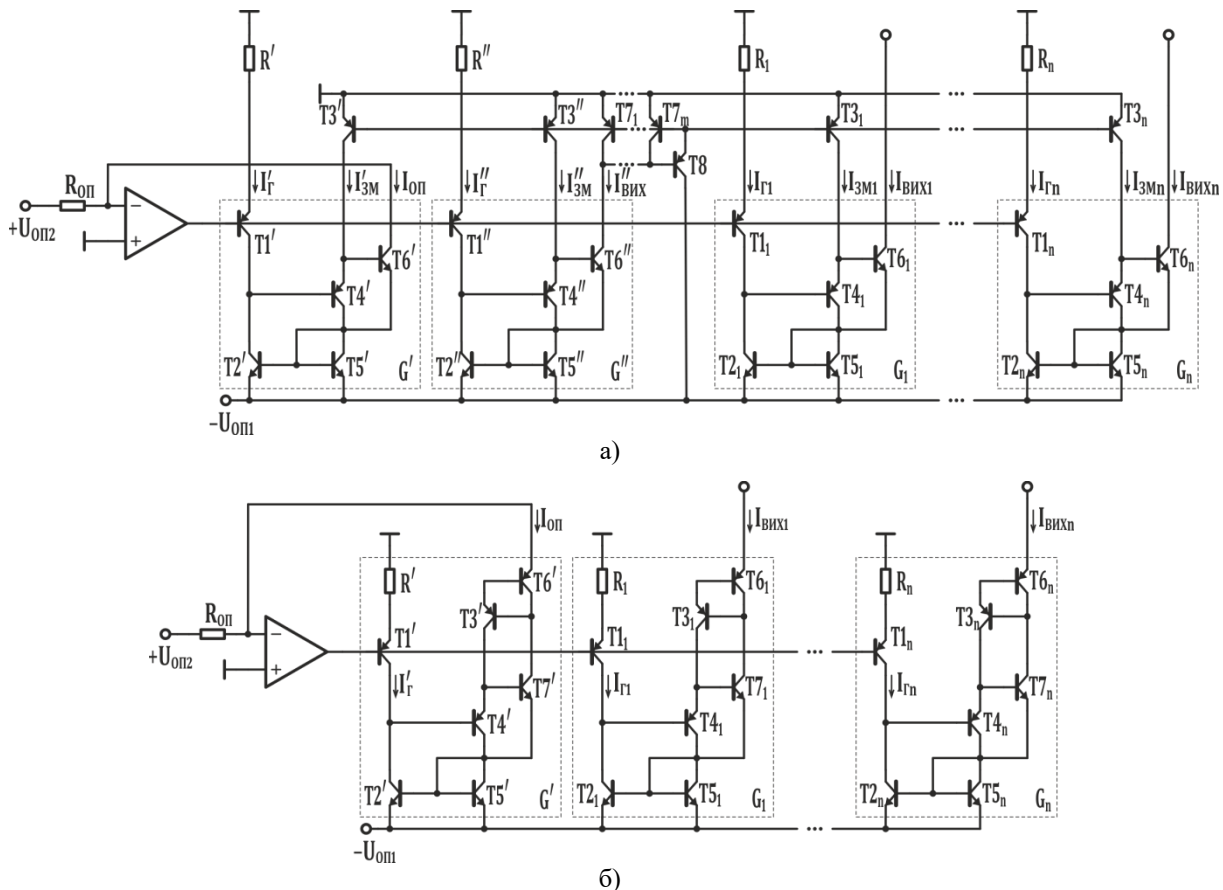 R′ R″ R₁ Rₙ
T3′ T3″ T7₁ T7ₘ T3₁ T3ₙ
T8
Rоп I′г I′зм Iоп I″г I″зм I″вих Iг1 Iзм1 Iвих1 Iгn Iзмn Iвихn
+Uоп2
−
+
T1′ T6′ T1″ T6″ T1₁ T6₁ T1ₙ T6ₙ
T4′ T4″ T4₁ T4ₙ
T2′ T5′ G′ T2″ T5″ G″ T2₁ T5₁ G₁ T2ₙ T5ₙ Gₙ
−Uоп1
а)
Iоп Iвих1 Iвихn
R′ T6′ R₁ T6₁ Rₙ T6ₙ
T3′ T3₁ T3ₙ
Rоп T1′ T1₁ T1ₙ
+Uоп2
−
+
I′г T7′ Iг1 T7₁ Iгn T7ₙ
T4′ T4₁ T4ₙ
T2′ T5′ G′ T2₁ T5₁ G₁ T2ₙ T5ₙ Gₙ
−Uоп1
б)